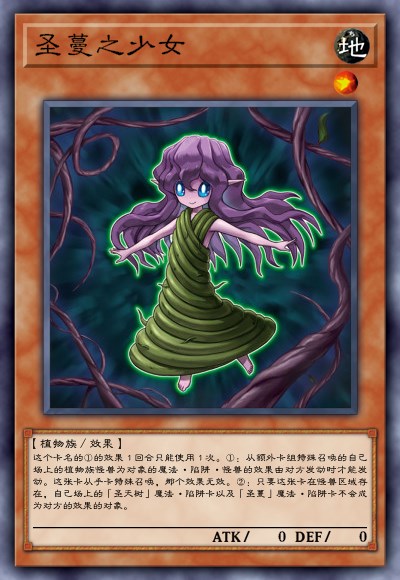 圣蔓之少女
地
【植物族／效果】
这个卡名的①的效果１回合只能使用１次。①：从额外卡组特殊召唤的自己
场上的植物族怪兽为对象的魔法·陷阱·怪兽的效果由对方发动时才能发
动。这张卡从手卡特殊召唤，那个效果无效。②：只要这张卡在怪兽区域存
在，自己场上的「圣天树」魔法·陷阱卡以及「圣蔓」魔法·陷阱卡不会成
为对方的效果的对象。
ATK/ 0 DEF/ 0